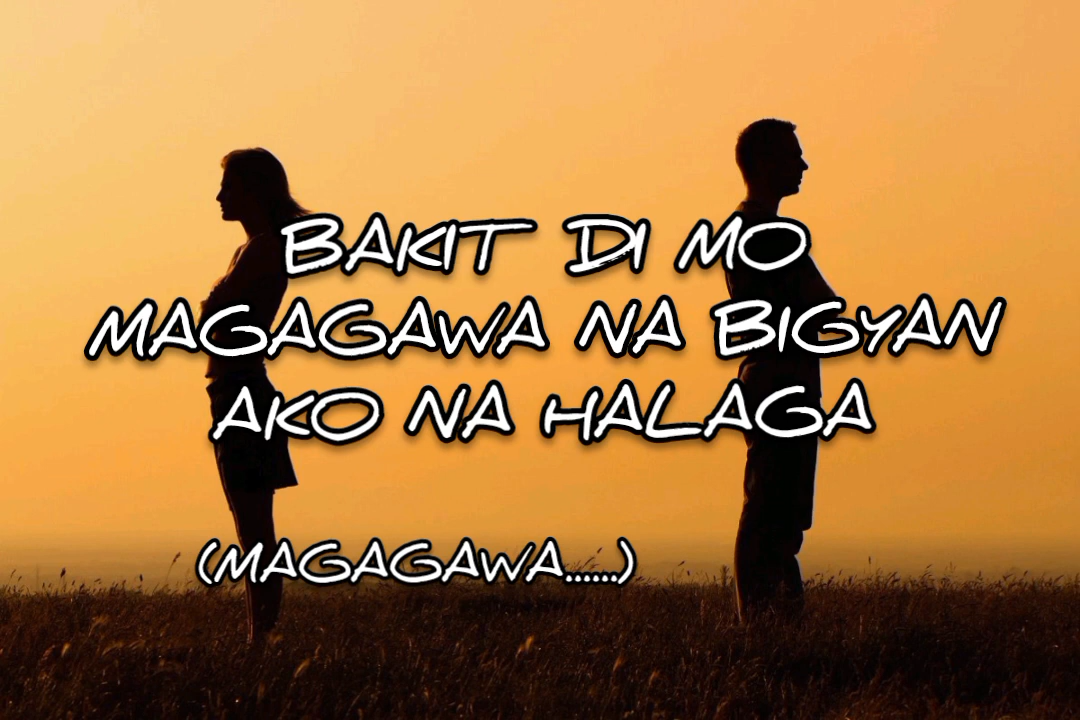 BAKIT DI MO
MAGAGAWA NA BIGYAN
AKO NA HALAGA
(MAGAGAWA......)